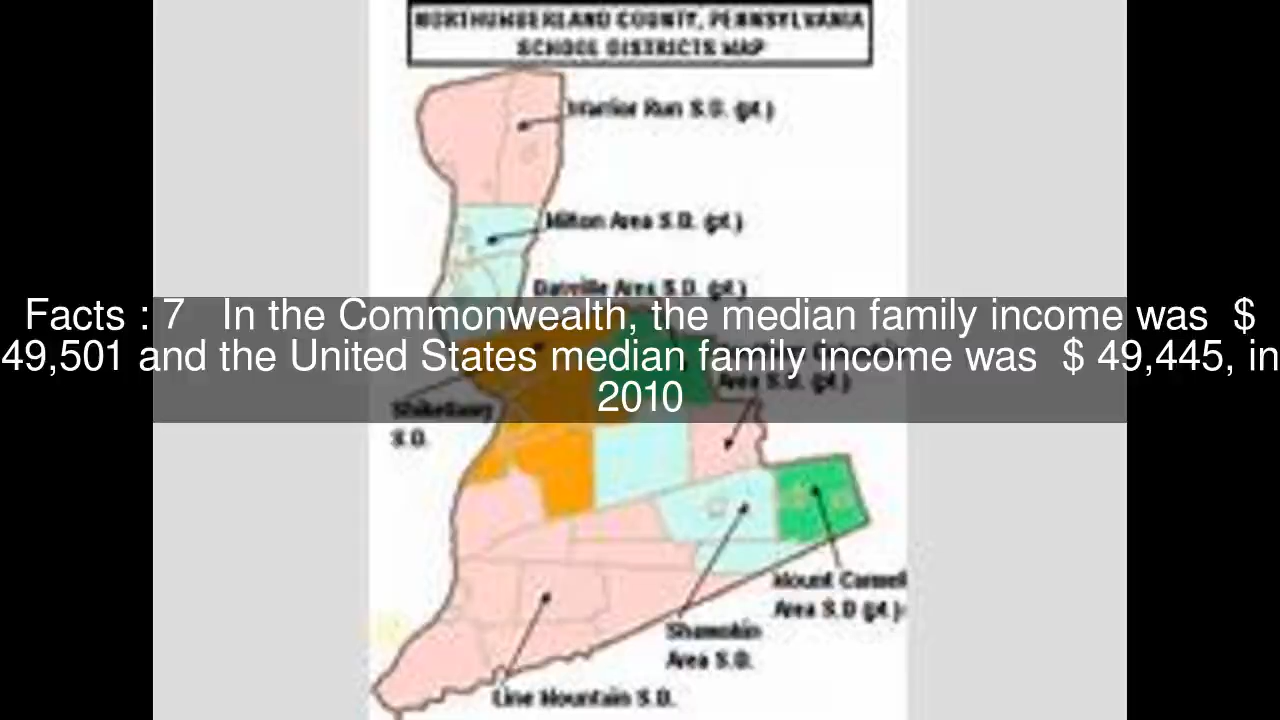 NORTHUMBERLAND COUNTY, PENNSYLVANIA
SCHOOL DISTRICTS MAP
Warrior Run S.D. (pt.)
Milton Area S.D. (pt.)
Danville Area S.D. (pt.)
Facts : 7 In the Commonwealth, the median family income was $
49,501 and the United States median family income was $ 49,445, in
2010
Area S.D. (pt.)
Shikellamy
S.D.
Mount Carmel
Area S.D (pt.)
Shamokin
Area S.D.
Line Mountain S.D.